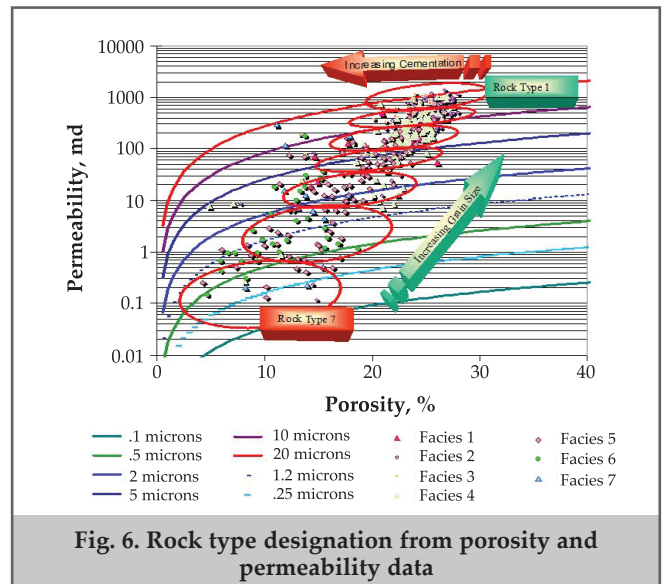 10000
1000
100
10
1
0.1
0.01
Permeability, md
Increasing Cementation
Rock Type 1
Increasing Grain Size
Rock Type 7
0
10
20
30
40
Porosity, %
.1 microns
.5 microns
2 microns
5 microns
10 microns
20 microns
1.2 microns
.25 microns
Facies 1
Facies 2
Facies 3
Facies 4
Facies 5
Facies 6
Facies 7
Fig. 6. Rock type designation from porosity and
permeability data